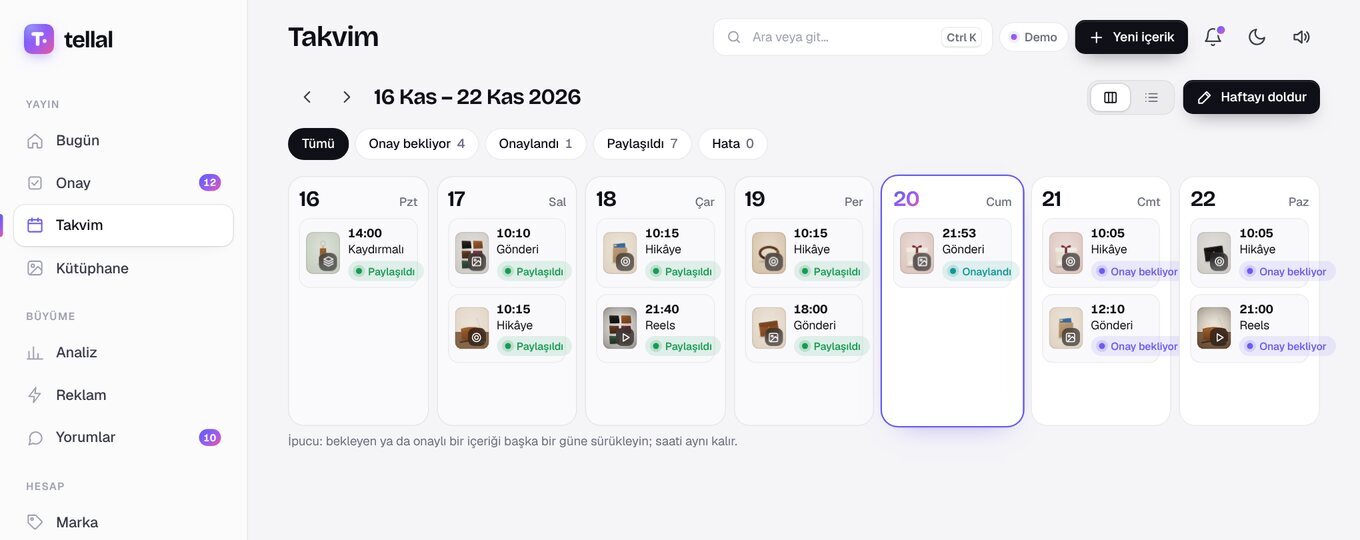 tellal
YAYIN
Bugün
Onay 12
Takvim
Kütüphane
BÜYÜME
Analiz
Reklam
Yorumlar 10
HESAP
Marka
Takvim
Ara veya git...
Ctrl K
Demo
Yeni içerik
16 Kas – 22 Kas 2026
Haftayı doldur
Tümü
Onay bekliyor 4
Onaylandı 1
Paylaşıldı 7
Hata 0
16 Pzt
14:00
Kaydırmalı
Paylaşıldı
17 Sal
10:10
Gönderi
Paylaşıldı
10:15
Hikâye
Paylaşıldı
18 Çar
10:15
Hikâye
Paylaşıldı
21:40
Reels
Paylaşıldı
19 Per
10:15
Hikâye
Paylaşıldı
18:00
Gönderi
Paylaşıldı
20 Cum
21:53
Gönderi
Onaylandı
21 Cmt
10:05
Hikâye
Onay bekliyor
12:10
Gönderi
Onay bekliyor
22 Paz
10:05
Hikâye
Onay bekliyor
21:00
Reels
Onay bekliyor
İpucu: bekleyen ya da onaylı bir içeriği başka bir güne sürükleyin; saati aynı kalır.